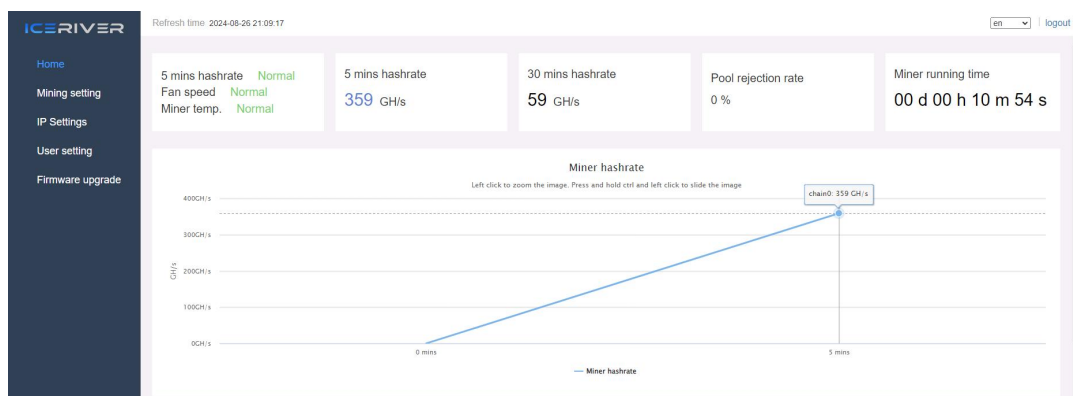 ICERIVER
Refresh time 2024-08-26 21:09:17
en
logout
Home
Mining setting
IP Settings
User setting
Firmware upgrade
5 mins hashrate Normal
Fan speed Normal
Miner temp. Normal
5 mins hashrate
359 GH/s
30 mins hashrate
59 GH/s
Pool rejection rate
0 %
Miner running time
00 d 00 h 10 m 54 s
Miner hashrate
Left click to zoom the image. Press and hold ctrl and left click to slide the image
chain0: 359 GH/s
400GH/s
300GH/s
200GH/s
100GH/s
0GH/s
GH/s
0 mins
5 mins
Miner hashrate